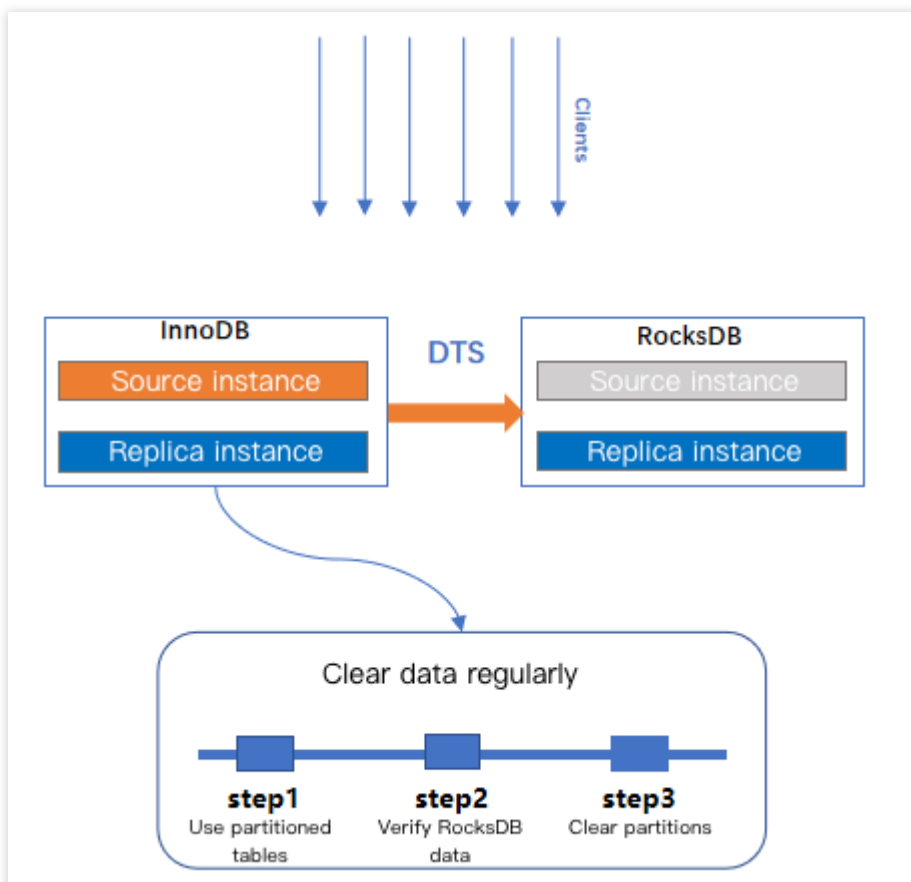 Clients
InnoDB
Source instance
Replica instance
DTS
RocksDB
Source instance
Replica instance
Clear data regularly
step1
Use partitioned
tables
step2
Verify RocksDB
data
step3
Clear partitions